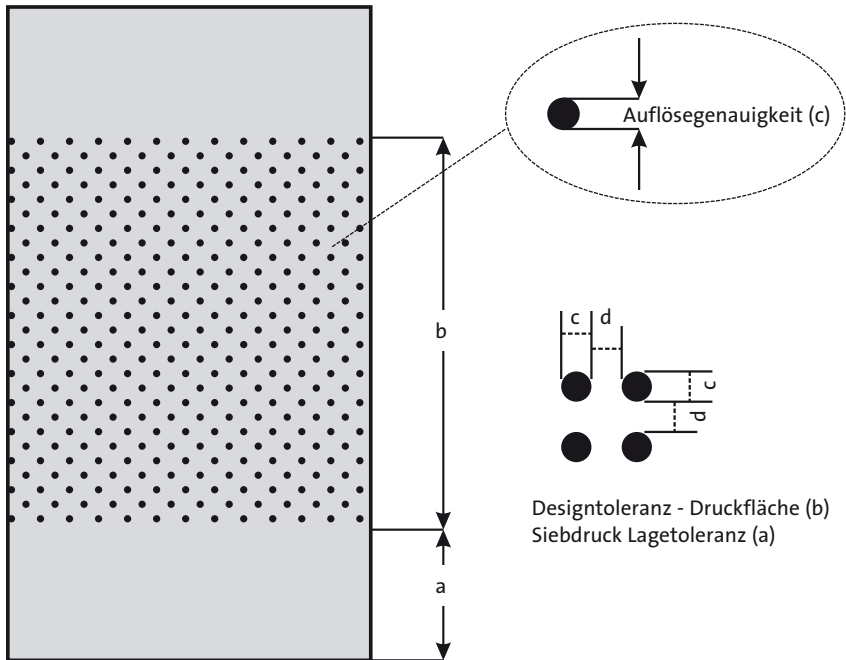 Auflösegenauigkeit (c)
b
c d
c
d
Designtoleranz - Druckfläche (b)
Siebdruck Lagetoleranz (a)
a